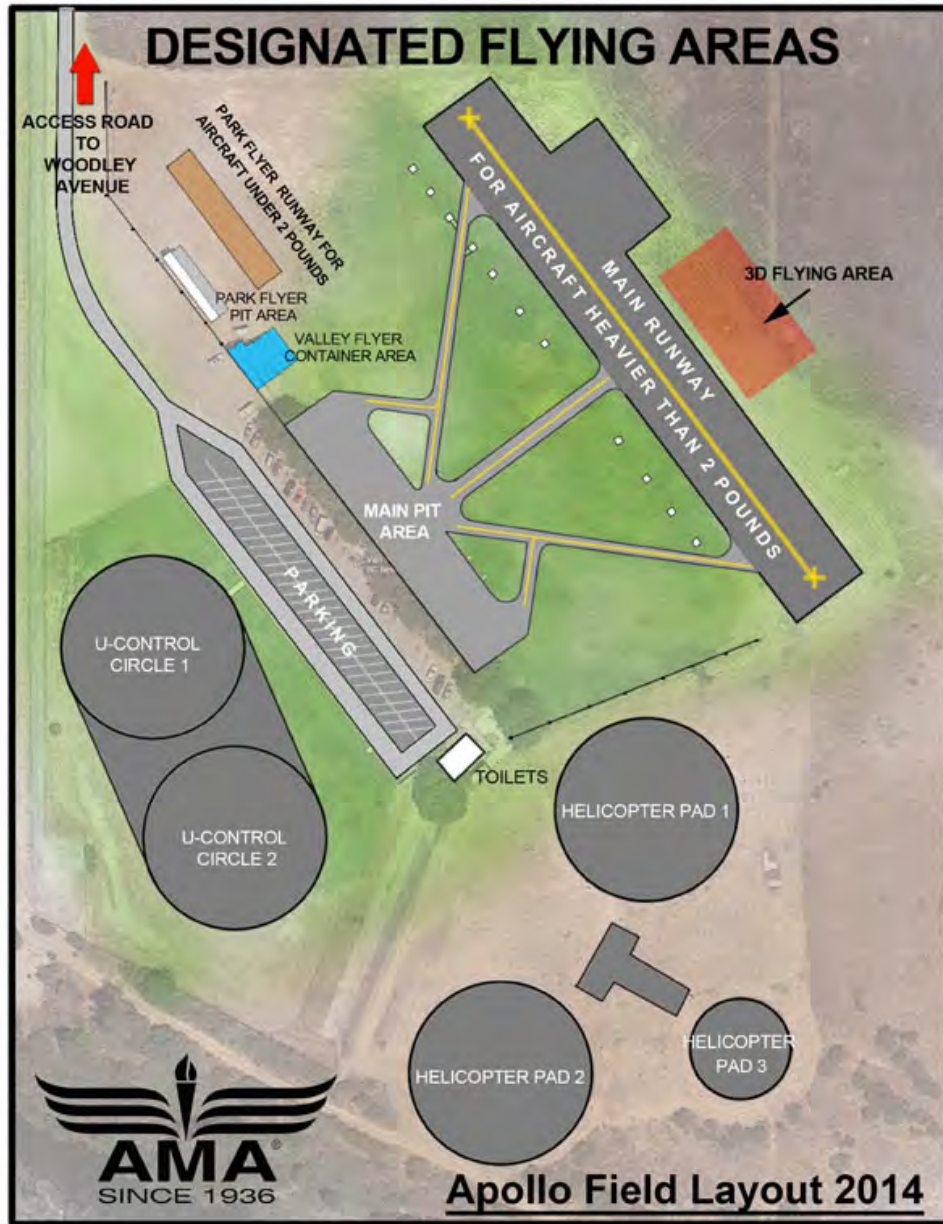 DESIGNATED FLYING AREAS
ACCESS ROAD
TO
WOODLEY
AVENUE
PARK FLYER RUNWAY FOR
AIRCRAFT UNDER 2 POUNDS
PARK FLYER
PIT AREA
VALLEY FLYER
CONTAINER AREA
MAIN RUNWAY
FOR AIRCRAFT HEAVIER THAN 2 POUNDS
3D FLYING AREA
MAIN PIT
AREA
PARKING
U-CONTROL
CIRCLE 1
U-CONTROL
CIRCLE 2
TOILETS
HELICOPTER PAD 1
HELICOPTER PAD 2
HELICOPTER
PAD 3
AMA®
SINCE 1936
Apollo Field Layout 2014